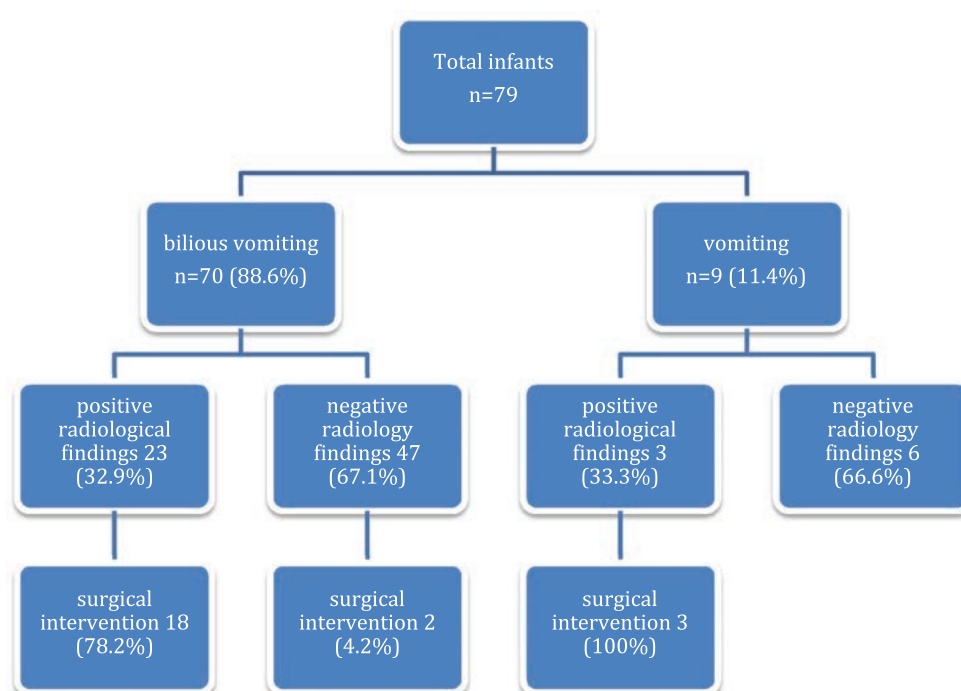 Total infants
n=79
bilious vomiting
n=70 (88.6%)
vomiting
n=9 (11.4%)
positive
radiological
findings 23
(32.9%)
negative
radiology
findings 47
(67.1%)
positive
radiological
findings 3
(33.3%)
negative
radiology
findings 6
(66.6%)
surgical
intervention 18
(78.2%)
surgical
intervention 2
(4.2%)
surgical
intervention 3
(100%)